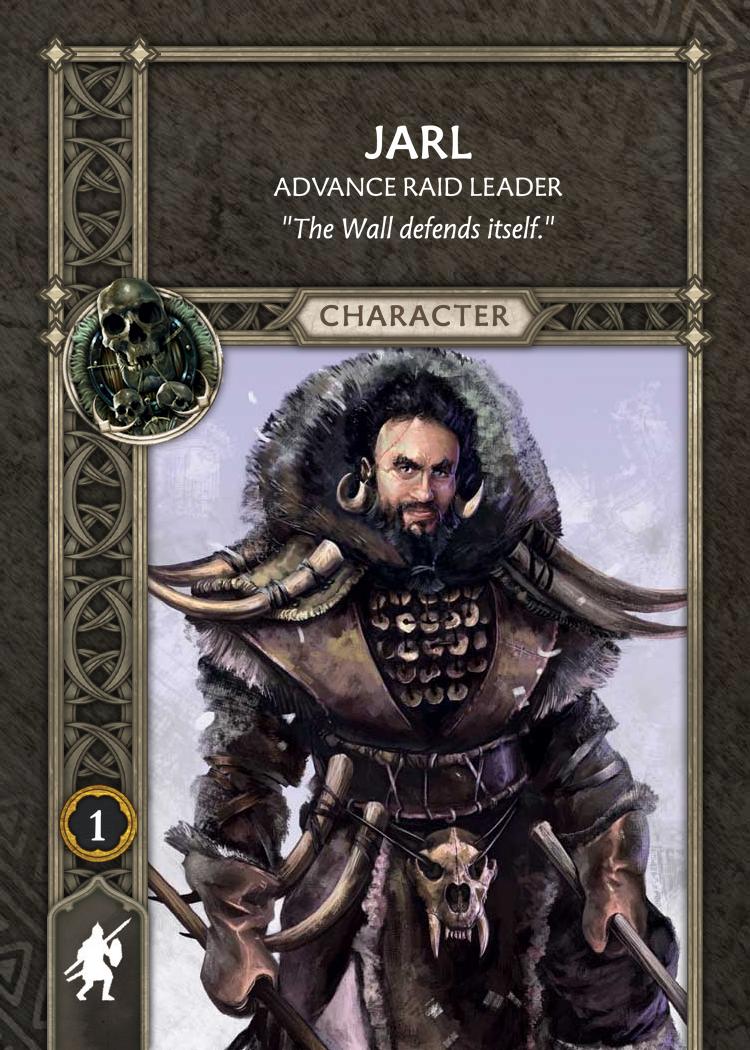 JARL
ADVANCE RAID LEADER
"The Wall defends itself."
CHARACTER
1